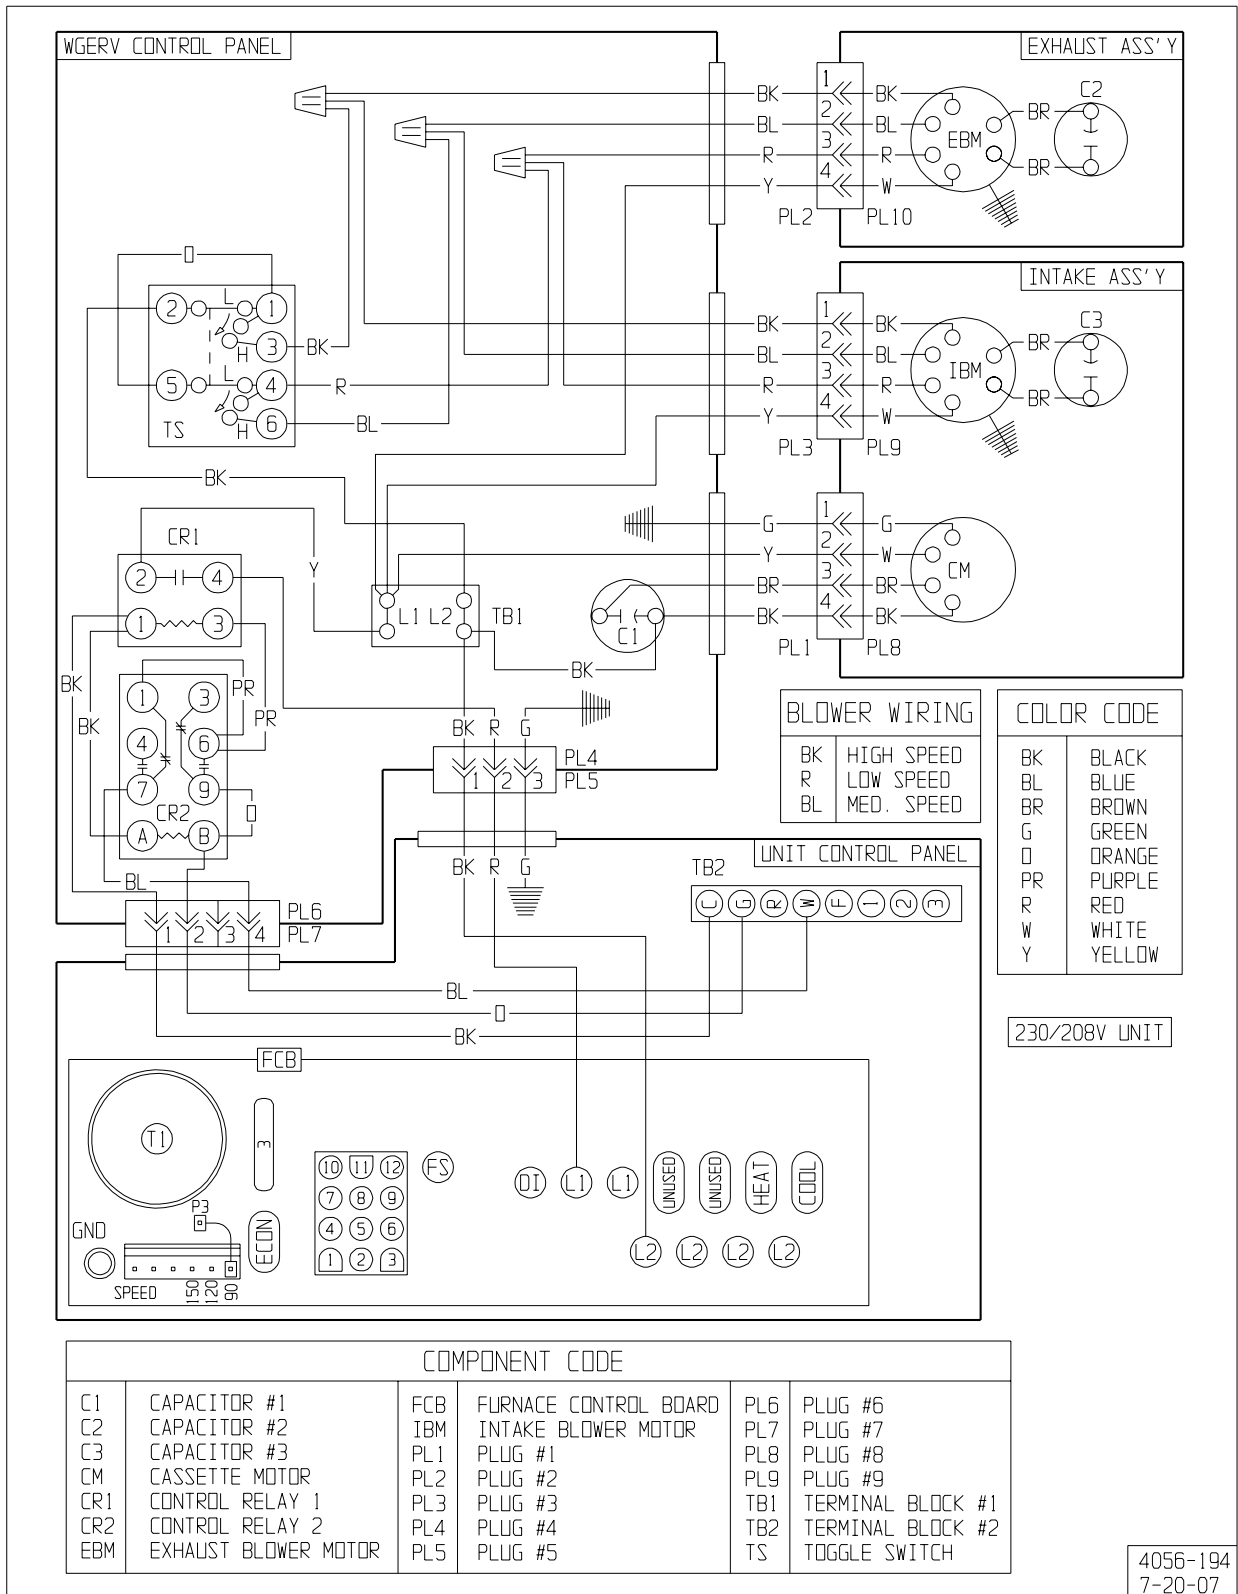 WGERV CONTROL PANEL
EXHAUST ASS'Y
1 BK BK
2 BL BL
3 R R
4 Y W
PL2 PL10
EBM
BR
BR
C2
INTAKE ASS'Y
1 BK BK
2 BL BL
3 R R
4 Y W
PL3 PL9
IBM
BR
BR
C3
O
2 L 1
H 3 BK
5 L 4 R
H 6 BL
TS
BK
1 G G
2 Y W
3 BR BR
4 BK BK
PL1 PL8
CM
CR1
2 4
1 3
Y
L1 L2 TB1
C1
BK
BK
BK
PR
PR
1 3
4 6
7 9
CR2
A B
O
BL
BK R G
PL4
1 2 3 PL5
PL6
1 2 3 4 PL7
BLOWER WIRING
BK HIGH SPEED
R LOW SPEED
BL MED. SPEED
COLOR CODE
BK BLACK
BL BLUE
BR BROWN
G GREEN
O ORANGE
PR PURPLE
R RED
W WHITE
Y YELLOW
230/208V UNIT
UNIT CONTROL PANEL
BK R G
TB2
C G R W F 1 2 3
BL
O
BK
FCB
T1
3
P3
GND
ECON
SPEED
150
120
90
10 11 12
7 8 9
4 5 6
1 2 3
FS
DI L1 L1 UNUSED UNUSED HEAT COOL
L2 L2 L2 L2
COMPONENT CODE
C1 CAPACITOR #1
C2 CAPACITOR #2
C3 CAPACITOR #3
CM CASSETTE MOTOR
CR1 CONTROL RELAY 1
CR2 CONTROL RELAY 2
EBM EXHAUST BLOWER MOTOR
FCB FURNACE CONTROL BOARD
IBM INTAKE BLOWER MOTOR
PL1 PLUG #1
PL2 PLUG #2
PL3 PLUG #3
PL4 PLUG #4
PL5 PLUG #5
PL6 PLUG #6
PL7 PLUG #7
PL8 PLUG #8
PL9 PLUG #9
TB1 TERMINAL BLOCK #1
TB2 TERMINAL BLOCK #2
TS TOGGLE SWITCH
4056-194
7-20-07